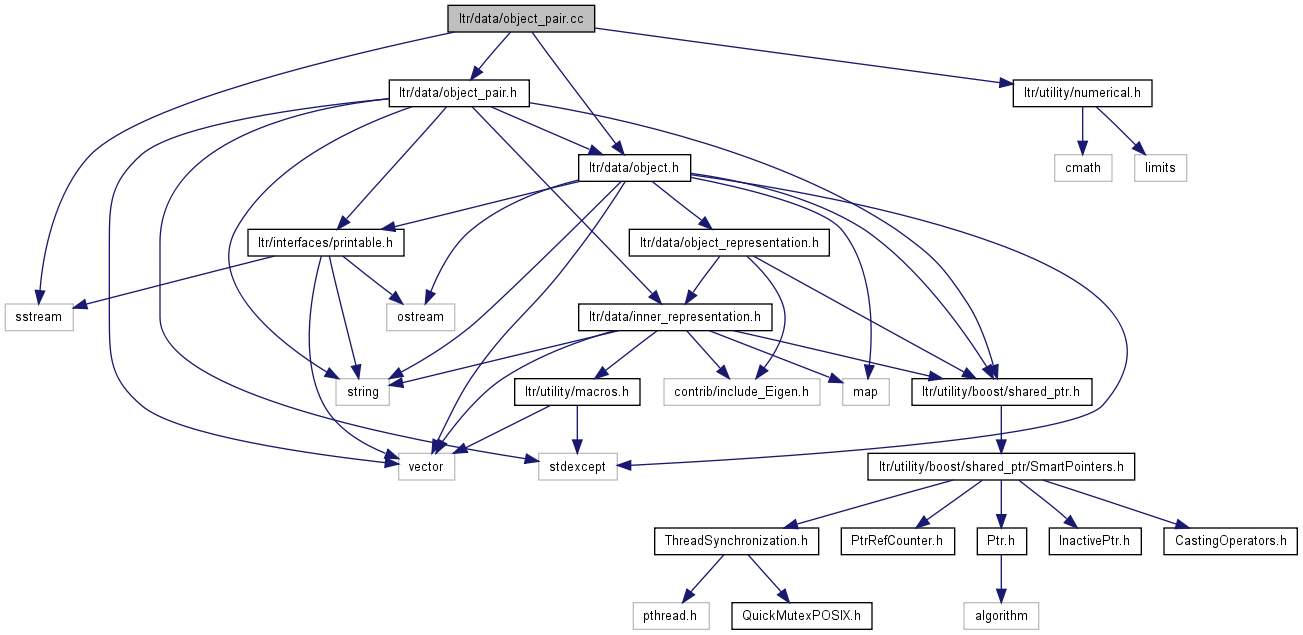 ltr/data/object_pair.cc
ltr/data/object_pair.h
ltr/utility/numerical.h
ltr/data/object.h
cmath
limits
ltr/interfaces/printable.h
ltr/data/object_representation.h
sstream
ostream
ltr/data/inner_representation.h
string
ltr/utility/macros.h
contrib/include_Eigen.h
map
ltr/utility/boost/shared_ptr.h
vector
stdexcept
ltr/utility/boost/shared_ptr/SmartPointers.h
ThreadSynchronization.h
PtrRefCounter.h
Ptr.h
InactivePtr.h
CastingOperators.h
pthread.h
QuickMutexPOSIX.h
algorithm